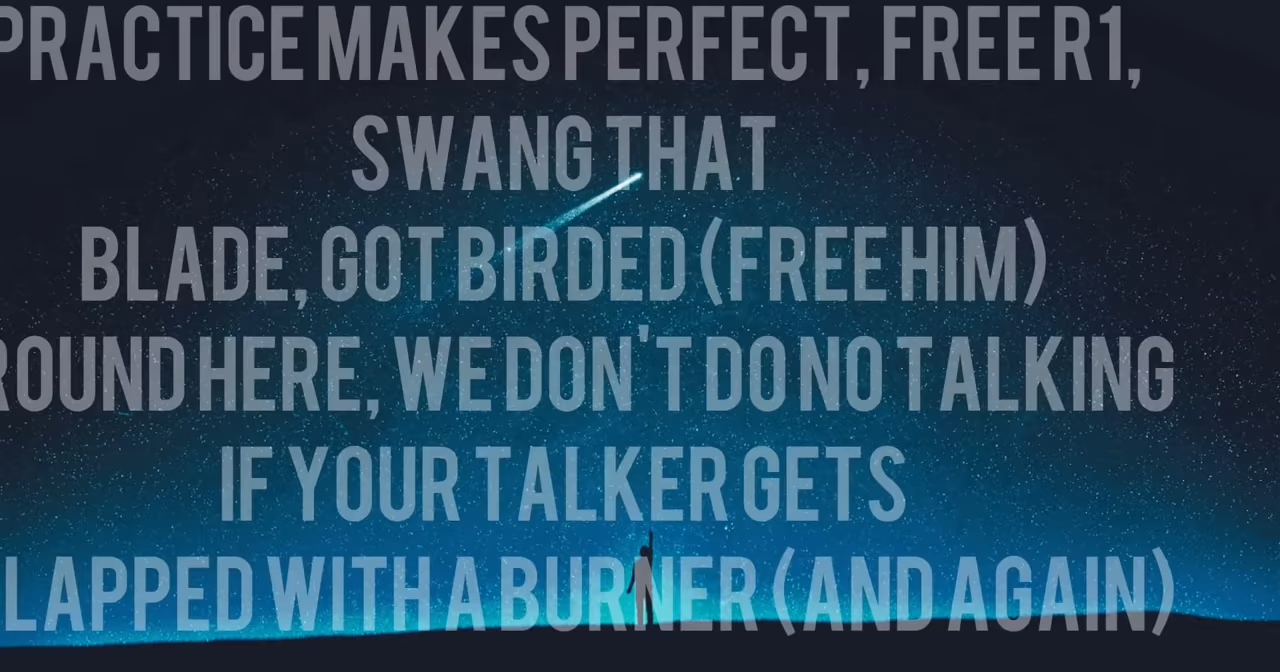 PRACTICE MAKES PERFECT, FREE R1,
SWANG THAT
BLADE, GOT BIRDED (FREE HIM)
ROUND HERE, WE DON'T DO NO TALKING
IF YOUR TALKER GETS
LAPPED WITH A BURNER (AND AGAIN)